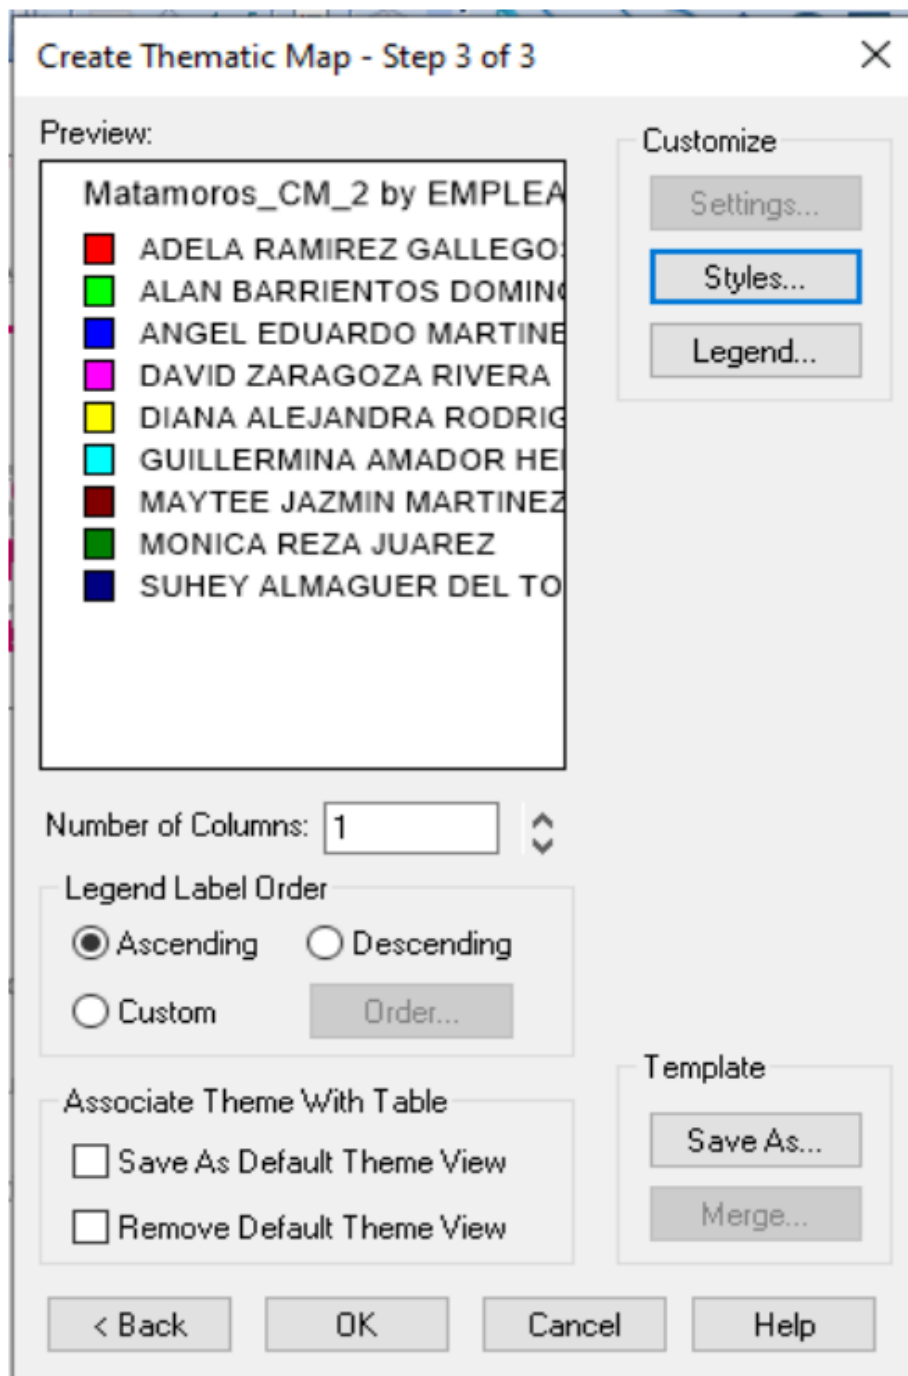 Create Thematic Map - Step 3 of 3
Preview:
Matamoros_CM_2 by EMPLEA
ADELA RAMIREZ GALLEGOS
ALAN BARRIENTOS
ANGEL EDUARDO MARTINE
DAVID ZARAGOZA RIVERA
DIANA ALEJANDRA RODRIG
GUILLERMINA AMADOR
MAYTEE JAZMIN MARTINEZ
MONICA REZA JUAREZ
SUHEY ALMAGUER DEL TO
Number of Columns: 1
Legend Label Order
Ascending Descending
Custom Order...
Associate Theme With Table
Save As Default Theme View
Remove Default Theme View
Customize
Settings...
Styles...
Legend...
Template
Save As...
Merge...
< Back OK Cancel Help